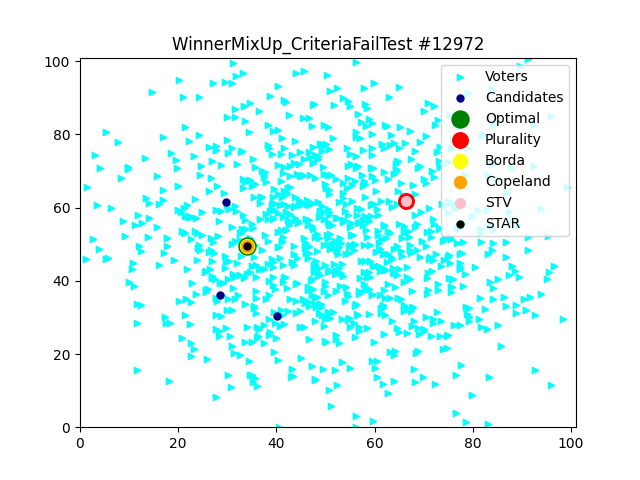 WinnerMixUp_CriteriaFailTest #12972
100
80
60
40
20
0
0
20
40
60
80
100
Voters
Candidates
Optimal
Plurality
Borda
Copeland
STV
STAR